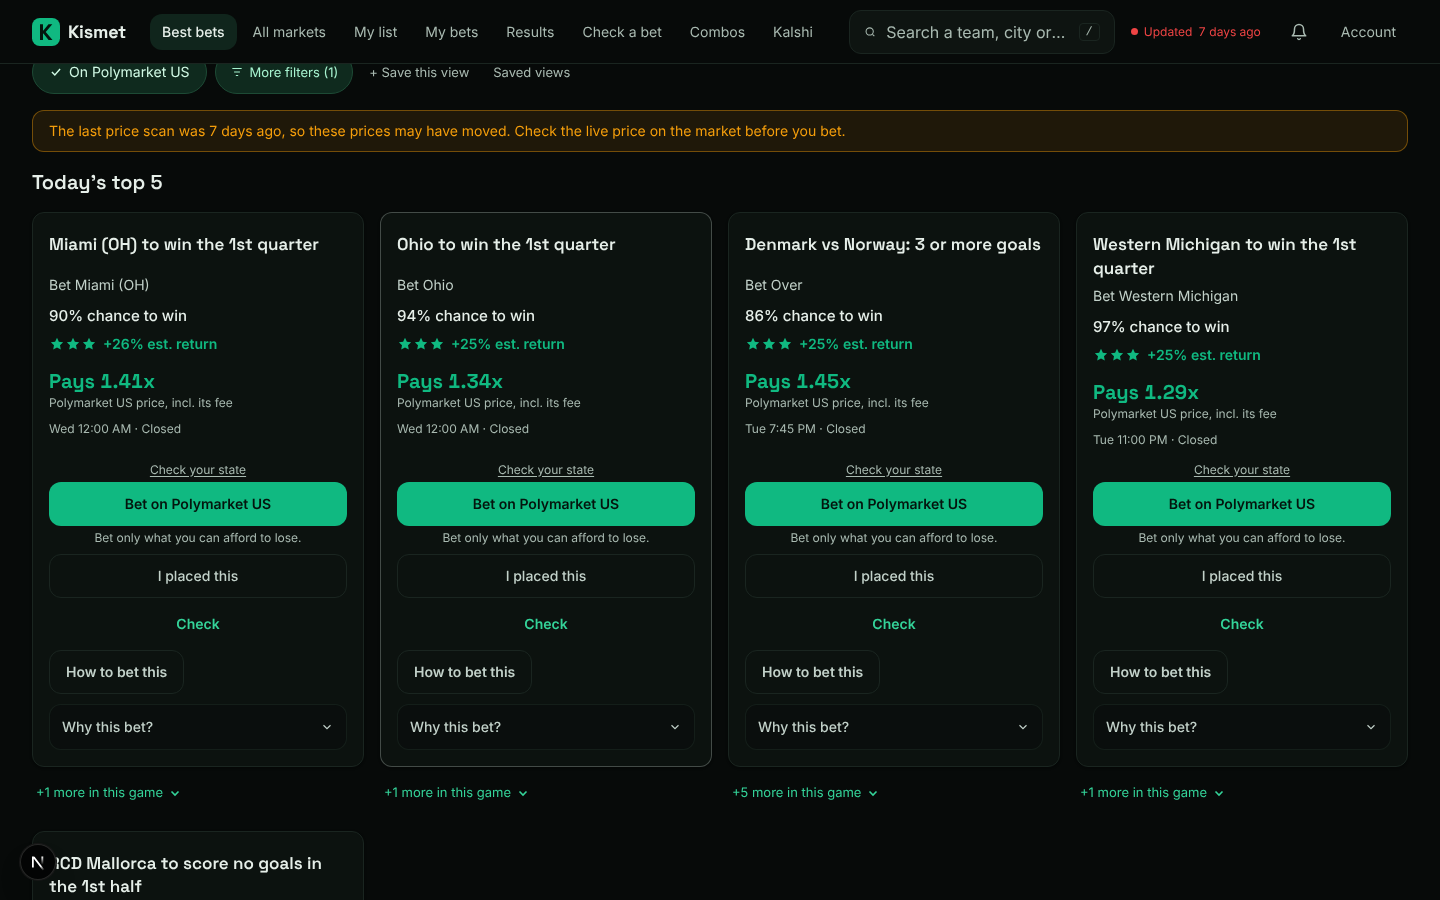 Kismet
Best bets
All markets
My list
My bets
Results
Check a bet
Combos
Kalshi
Search a team, city or...
/
Updated 7 days ago
Account
On Polymarket US
More filters (1)
+ Save this view
Saved views
The last price scan was 7 days ago, so these prices may have moved. Check the live price on the market before you bet.
Today's top 5
Miami (OH) to win the 1st quarter
Bet Miami (OH)
90% chance to win
★★★ +26% est. return
Pays 1.41x
Polymarket US price, incl. its fee
Wed 12:00 AM · Closed
Check your state
Bet on Polymarket US
Bet only what you can afford to lose.
I placed this
Check
How to bet this
Why this bet?
+1 more in this game
Ohio to win the 1st quarter
Bet Ohio
94% chance to win
★★★ +25% est. return
Pays 1.34x
Polymarket US price, incl. its fee
Wed 12:00 AM · Closed
Check your state
Bet on Polymarket US
Bet only what you can afford to lose.
I placed this
Check
How to bet this
Why this bet?
+1 more in this game
Denmark vs Norway: 3 or more goals
Bet Over
86% chance to win
★★★ +25% est. return
Pays 1.45x
Polymarket US price, incl. its fee
Tue 7:45 PM · Closed
Check your state
Bet on Polymarket US
Bet only what you can afford to lose.
I placed this
Check
How to bet this
Why this bet?
+5 more in this game
Western Michigan to win the 1st
quarter
Bet Western Michigan
97% chance to win
★★★ +25% est. return
Pays 1.29x
Polymarket US price, incl. its fee
Tue 11:00 PM · Closed
Check your state
Bet on Polymarket US
Bet only what you can afford to lose.
I placed this
Check
How to bet this
Why this bet?
+1 more in this game
N
Mallorca to score no goals in
the 1st half